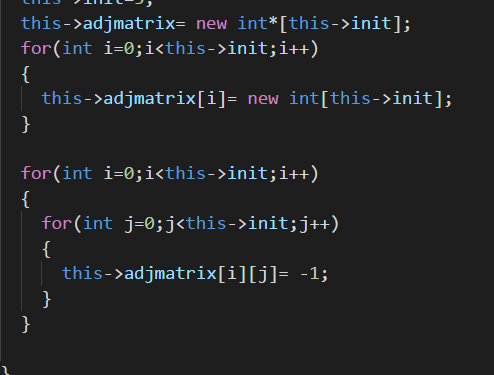 this->adjmatrix= new int*[this->init];
for(int i=0;i<this->init;i++)
{
this->adjmatrix[i]= new int[this->init];
}
for(int i=0;i<this->init;i++)
{
for(int j=0;j<this->init;j++)
{
this->adjmatrix[i][j]= -1;
}
}
}